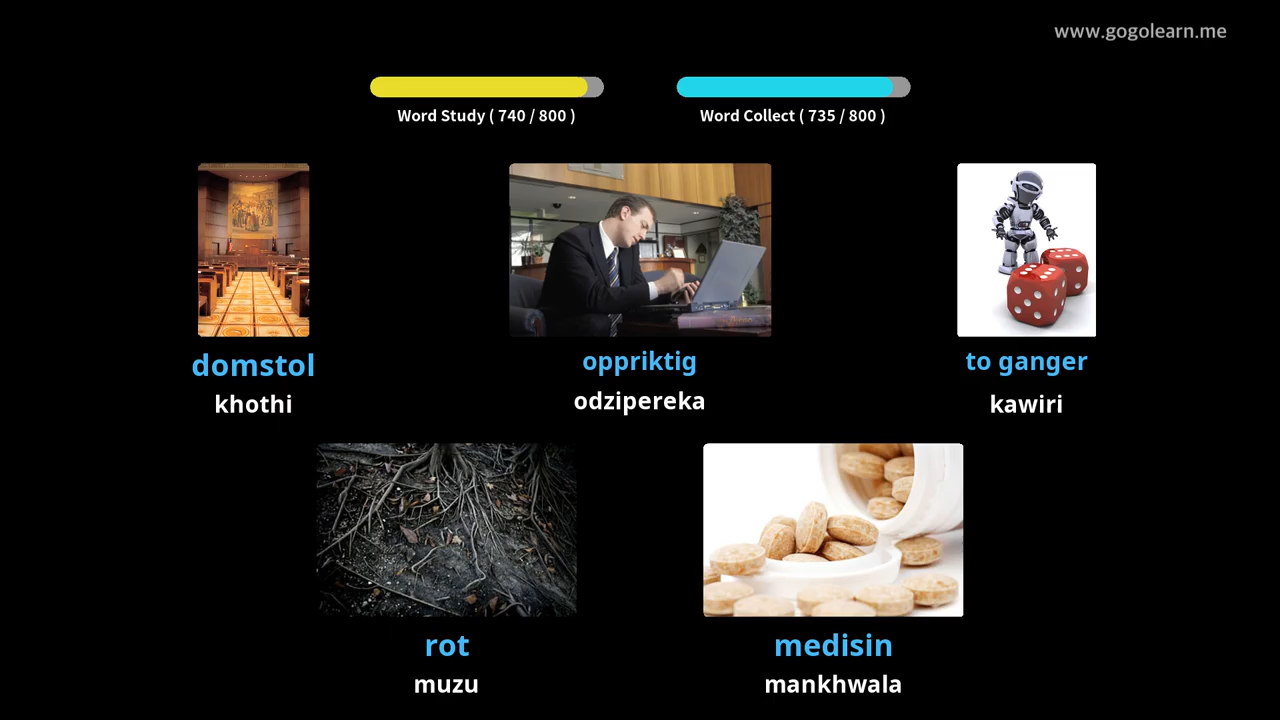 www.gogolearn.me
Word Study ( 740 / 800 )
Word Collect ( 735 / 800 )
domstol
khothi
oppriktig
odzipereka
to ganger
kawiri
rot
muzu
medisin
mankhwala